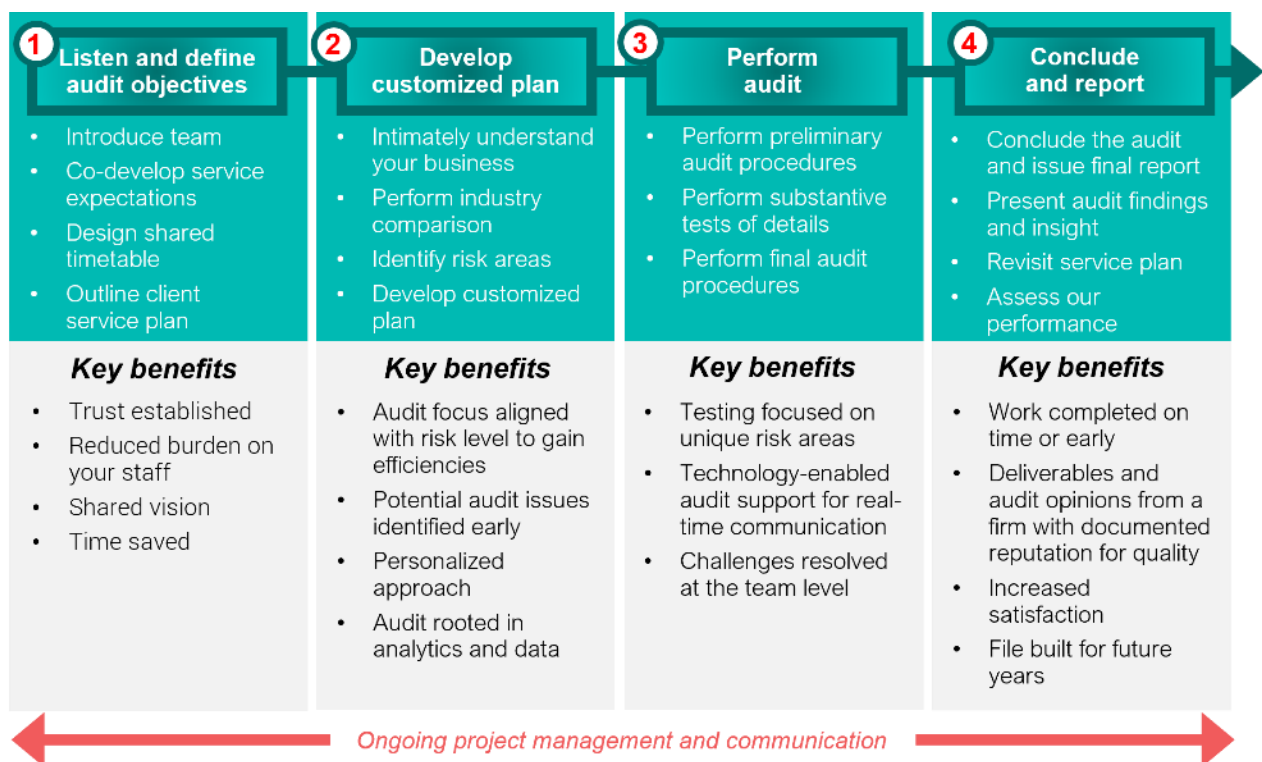 1
Listen and define
audit objectives
• Introduce team
• Co-develop service
expectations
• Design shared
timetable
• Outline client
service plan
Key benefits
• Trust established
• Reduced burden on
your staff
• Shared vision
• Time saved
2
Develop
customized plan
• Intimately understand
your business
• Perform industry
comparison
• Identify risk areas
• Develop customized
plan
Key benefits
• Audit focus aligned
with risk level to gain
efficiencies
• Potential audit issues
identified early
• Personalized
approach
• Audit rooted in
analytics and data
3
Perform
audit
• Perform preliminary
audit procedures
• Perform substantive
tests of details
• Perform final audit
procedures
Key benefits
• Testing focused on
unique risk areas
• Technology-enabled
audit support for real-
time communication
• Challenges resolved
at the team level
4
Conclude
and report
• Conclude the audit
and issue final report
• Present audit findings
and insight
• Revisit service plan
• Assess our
performance
Key benefits
• Work completed on
time or early
• Deliverables and
audit opinions from a
firm with documented
reputation for quality
• Increased
satisfaction
• File built for future
years
Ongoing project management and communication